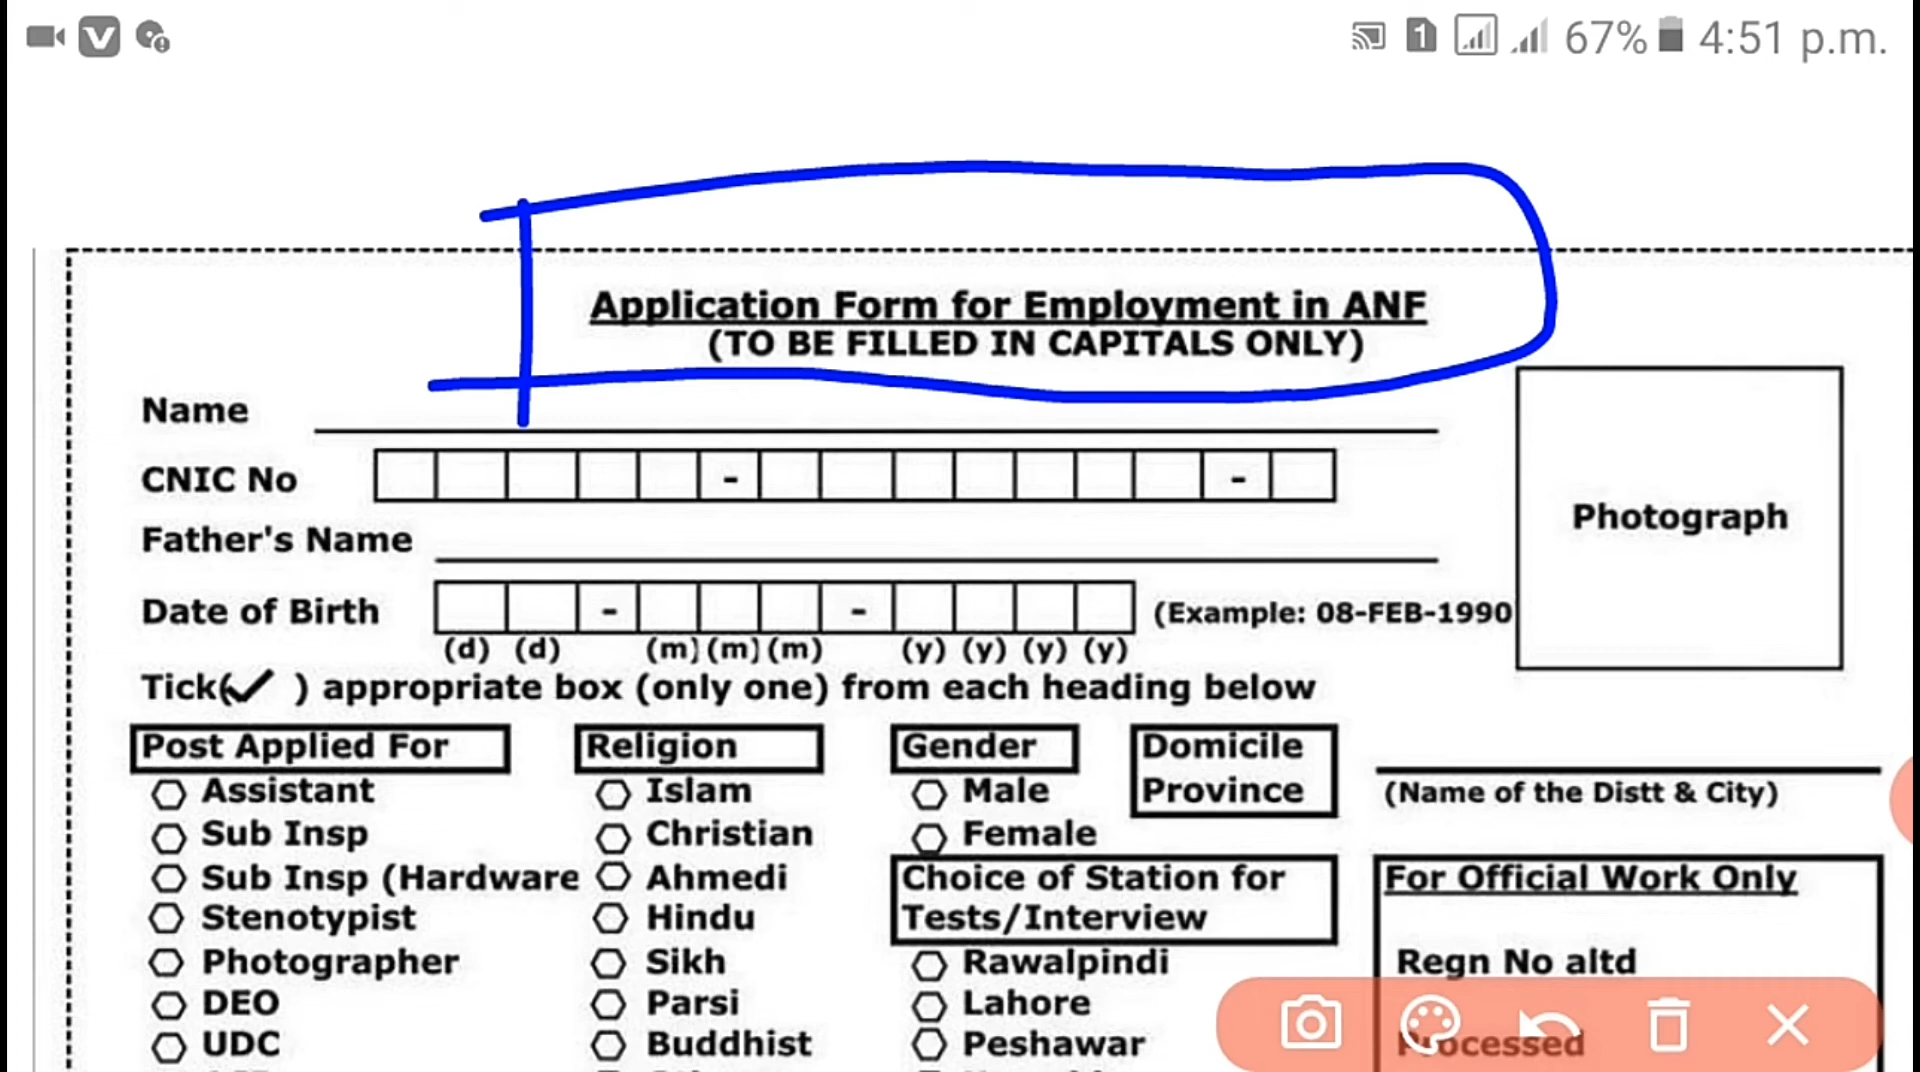 1 67% 4:51 p.m.
Application Form for Employment in ANF
(TO BE FILLED IN CAPITALS ONLY)
Name
CNIC No - -
Father's Name
Photograph
Date of Birth - - (Example: 08-FEB-1990
(d) (d) (m) (m) (m) (y) (y) (y) (y)
Tick(✓ ) appropriate box (only one) from each heading below
Post Applied For
Assistant
Sub Insp
Sub Insp (Hardware
Stenotypist
Photographer
DEO
UDC
Religion
Islam
Christian
Ahmedi
Hindu
Sikh
Parsi
Buddhist
Gender
Male
Female
Domicile
Province
(Name of the Distt & City)
Choice of Station for
Tests/Interview
Rawalpindi
Lahore
Peshawar
For Official Work Only
Regn No altd
Processed